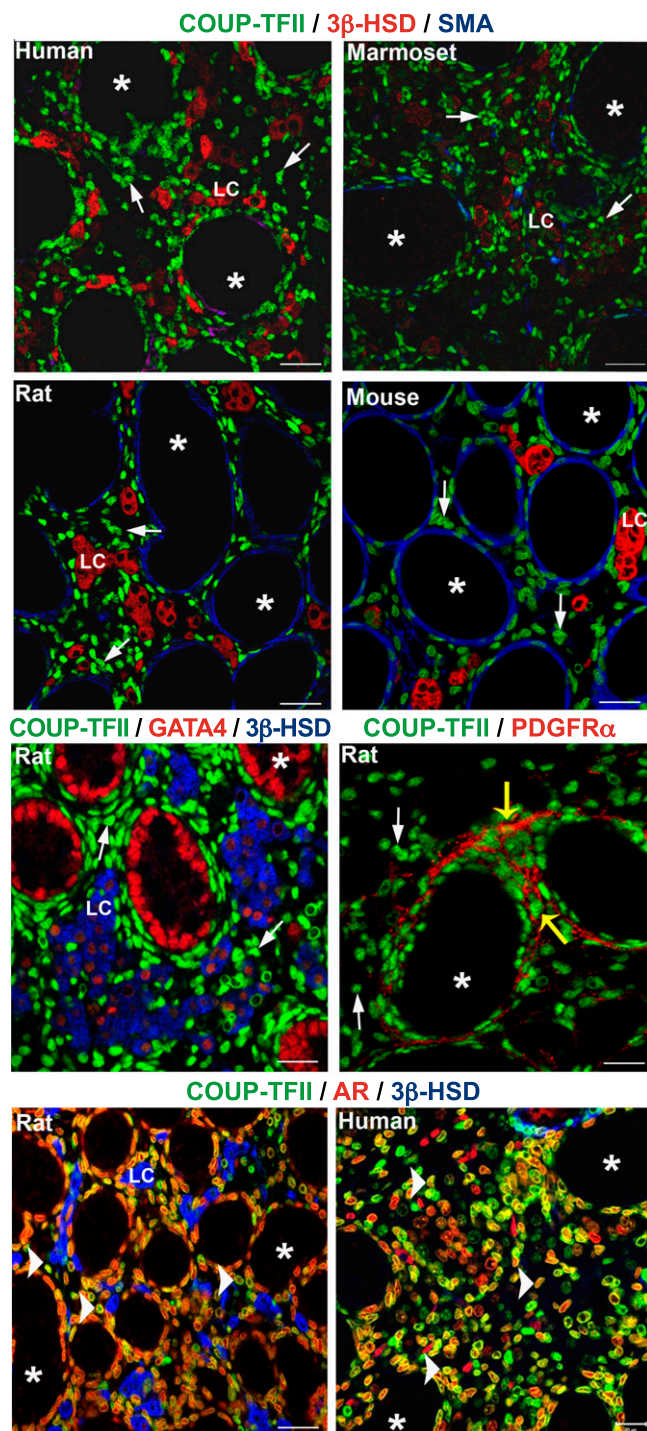 COUP-TFII / 3β-HSD / SMA
Human
Marmoset
*
*
LC
LC
*
*
Rat
Mouse
*
*
LC
LC
*
*
COUP-TFII / GATA4 / 3β-HSD
COUP-TFII / PDGFRα
Rat
Rat
*
LC
*
COUP-TFII / AR / 3β-HSD
Rat
Human
LC
*
*
*
*